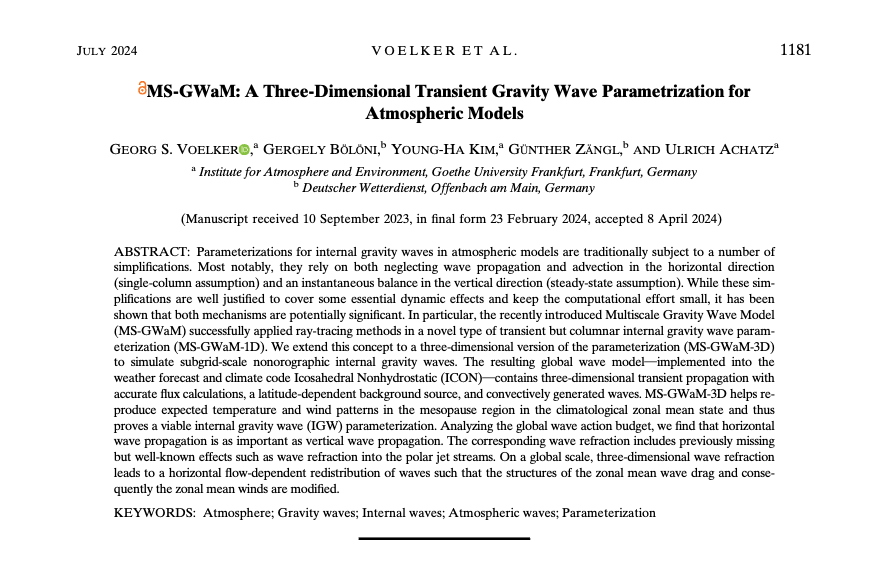 JULY 2024 VOELKER ET AL. 1181
MS-GWaM: A Three-Dimensional Transient Gravity Wave Parametrization for
Atmospheric Models
GEORG S. VOELKER,a GERGELY BÖLÖNI,b YOUNG-HA KIM,a GÜNTHER ZÄNGL,b AND ULRICH ACHATZa
a Institute for Atmosphere and Environment, Goethe University Frankfurt, Frankfurt, Germany
b Deutscher Wetterdienst, Offenbach am Main, Germany
(Manuscript received 10 September 2023, in final form 23 February 2024, accepted 8 April 2024)
ABSTRACT: Parameterizations for internal gravity waves in atmospheric models are traditionally subject to a number of
simplifications. Most notably, they rely on both neglecting wave propagation and advection in the horizontal direction
(single-column assumption) and an instantaneous balance in the vertical direction (steady-state assumption). While these sim-
plifications are well justified to cover some essential dynamic effects and keep the computational effort small, it has been
shown that both mechanisms are potentially significant. In particular, the recently introduced Multiscale Gravity Wave Model
(MS-GWaM) successfully applied ray-tracing methods in a novel type of transient but columnar internal gravity wave param-
eterization (MS-GWaM-1D). We extend this concept to a three-dimensional version of the parameterization (MS-GWaM-3D)
to simulate subgrid-scale nonorographic internal gravity waves. The resulting global wave model—implemented into the
weather forecast and climate code Icosahedral Nonhydrostatic (ICON)—contains three-dimensional transient propagation with
accurate flux calculations, a latitude-dependent background source, and convectively generated waves. MS-GWaM-3D helps re-
produce expected temperature and wind patterns in the mesopause region in the climatological zonal mean state and thus
proves a viable internal gravity wave (IGW) parameterization. Analyzing the global wave action budget, we find that horizontal
wave propagation is as important as vertical wave propagation. The corresponding wave refraction includes previously missing
but well-known effects such as wave refraction into the polar jet streams. On a global scale, three-dimensional wave refraction
leads to a horizontal flow-dependent redistribution of waves such that the structures of the zonal mean wave drag and conse-
quently the zonal mean winds are modified.
KEYWORDS: Atmosphere; Gravity waves; Internal waves; Atmospheric waves; Parameterization